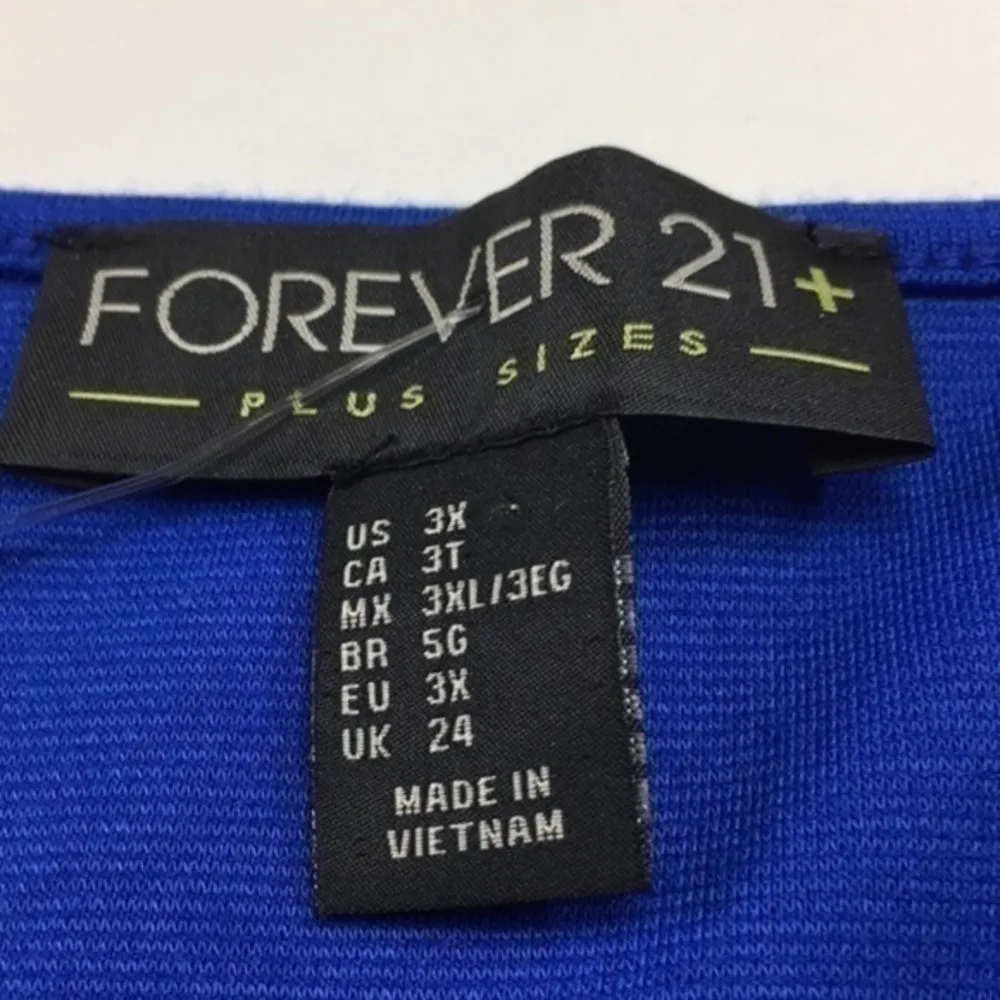 FOREVER 21+
PLUS SIZES
US 3X
CA 3T
MX 3XL/3EG
BR 5G
EU 3X
UK 24
MADE IN
VIETNAM